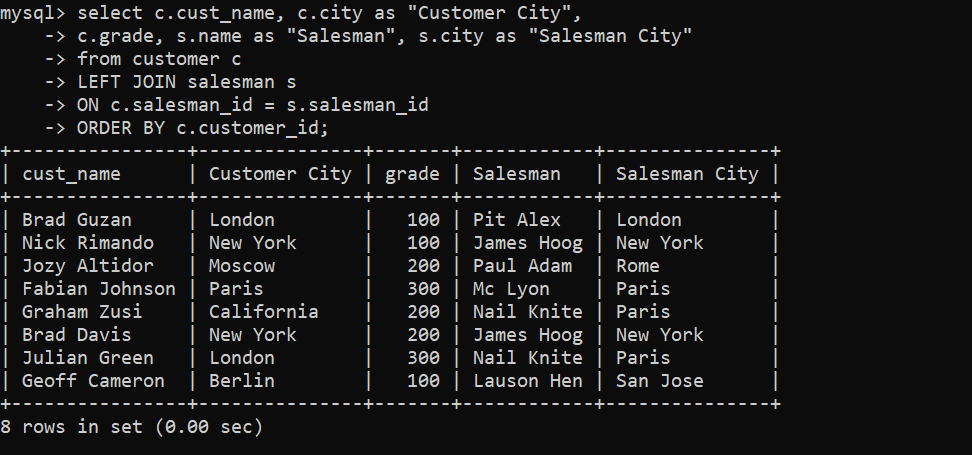 mysql> select c.cust_name, c.city as "Customer City",
    -> c.grade, s.name as "Salesman", s.city as "Salesman City"
    -> from customer c
    -> LEFT JOIN salesman s
    -> ON c.salesman_id = s.salesman_id
    -> ORDER BY c.customer_id;
+----------------+---------------+-------+------------+---------------+
| cust_name      | Customer City | grade | Salesman   | Salesman City |
+----------------+---------------+-------+------------+---------------+
| Brad Guzan     | London        |   100 | Pit Alex   | London        |
| Nick Rimando   | New York      |   100 | James Hoog | New York      |
| Jozy Altidor   | Moscow        |   200 | Paul Adam  | Rome          |
| Fabian Johnson | Paris         |   300 | Mc Lyon    | Paris         |
| Graham Zusi    | California    |   200 | Nail Knite | Paris         |
| Brad Davis     | New York      |   200 | James Hoog | New York      |
| Julian Green   | London        |   300 | Nail Knite | Paris         |
| Geoff Cameron  | Berlin        |   100 | Lauson Hen | San Jose      |
+----------------+---------------+-------+------------+---------------+
8 rows in set (0.00 sec)